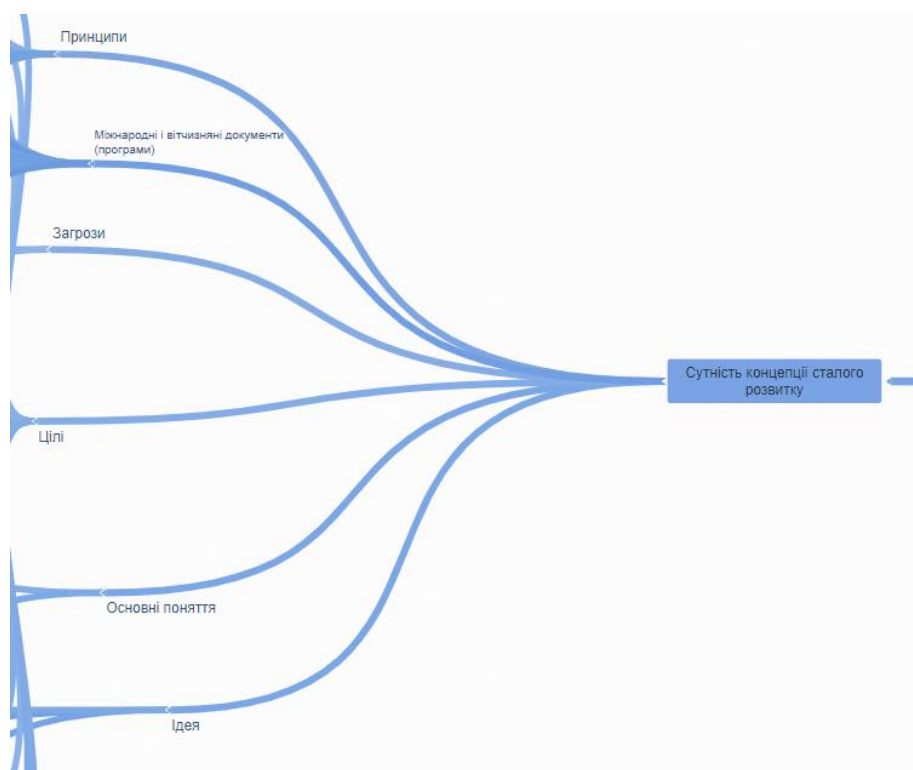 Принципи
Міжнародні і вітчизняні документи
(програми)
Загрози
Сутність концепції сталого
розвитку
Цілі
Основні поняття
Ідея